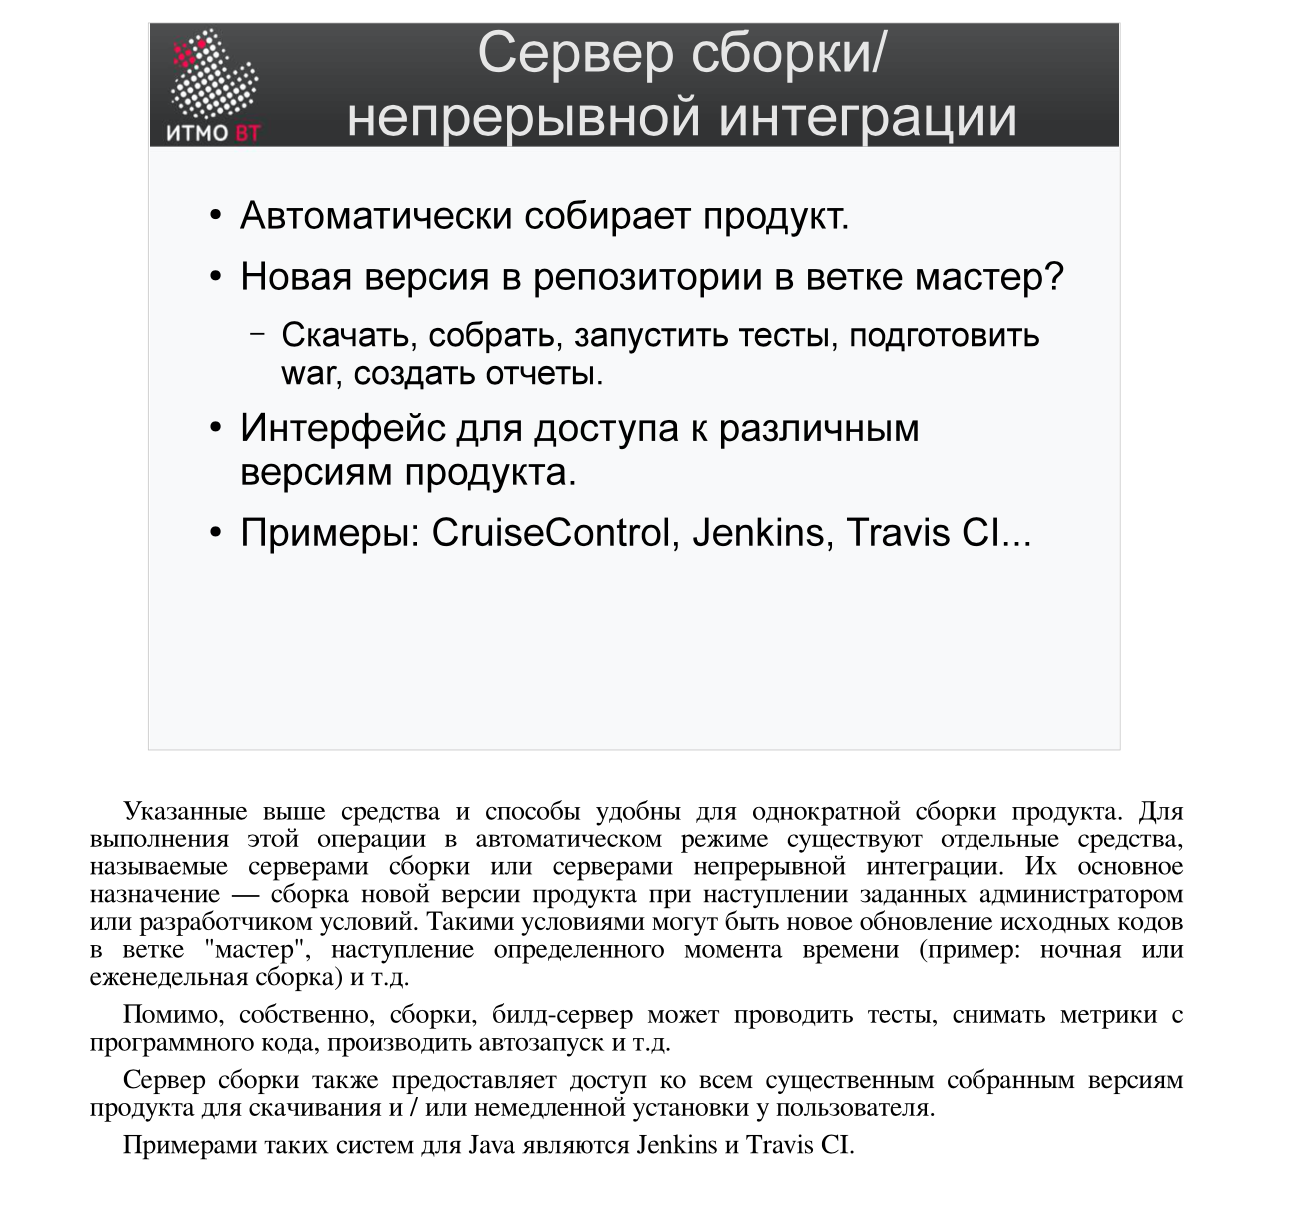 Сервер сборки/
непрерывной интеграции
ИТМО ВТ
• Автоматически собирает продукт.
• Новая версия в репозитории в ветке мастер?
– Скачать, собрать, запустить тесты, подготовить
war, создать отчеты.
• Интерфейс для доступа к различным
версиям продукта.
• Примеры: CruiseControl, Jenkins, Travis CI...
Указанные выше средства и способы удобны для однократной сборки продукта. Для
выполнения этой операции в автоматическом режиме существуют отдельные средства,
называемые серверами сборки или серверами непрерывной интеграции. Их основное
назначение — сборка новой версии продукта при наступлении заданных администратором
или разработчиком условий. Такими условиями могут быть новое обновление исходных кодов
в ветке "мастер", наступление определенного момента времени (пример: ночная или
еженедельная сборка) и т.д.
Помимо, собственно, сборки, билд-сервер может проводить тесты, снимать метрики с
программного кода, производить автозапуск и т.д.
Сервер сборки также предоставляет доступ ко всем существенным собранным версиям
продукта для скачивания и / или немедленной установки у пользователя.
Примерами таких систем для Java являются Jenkins и Travis CI.